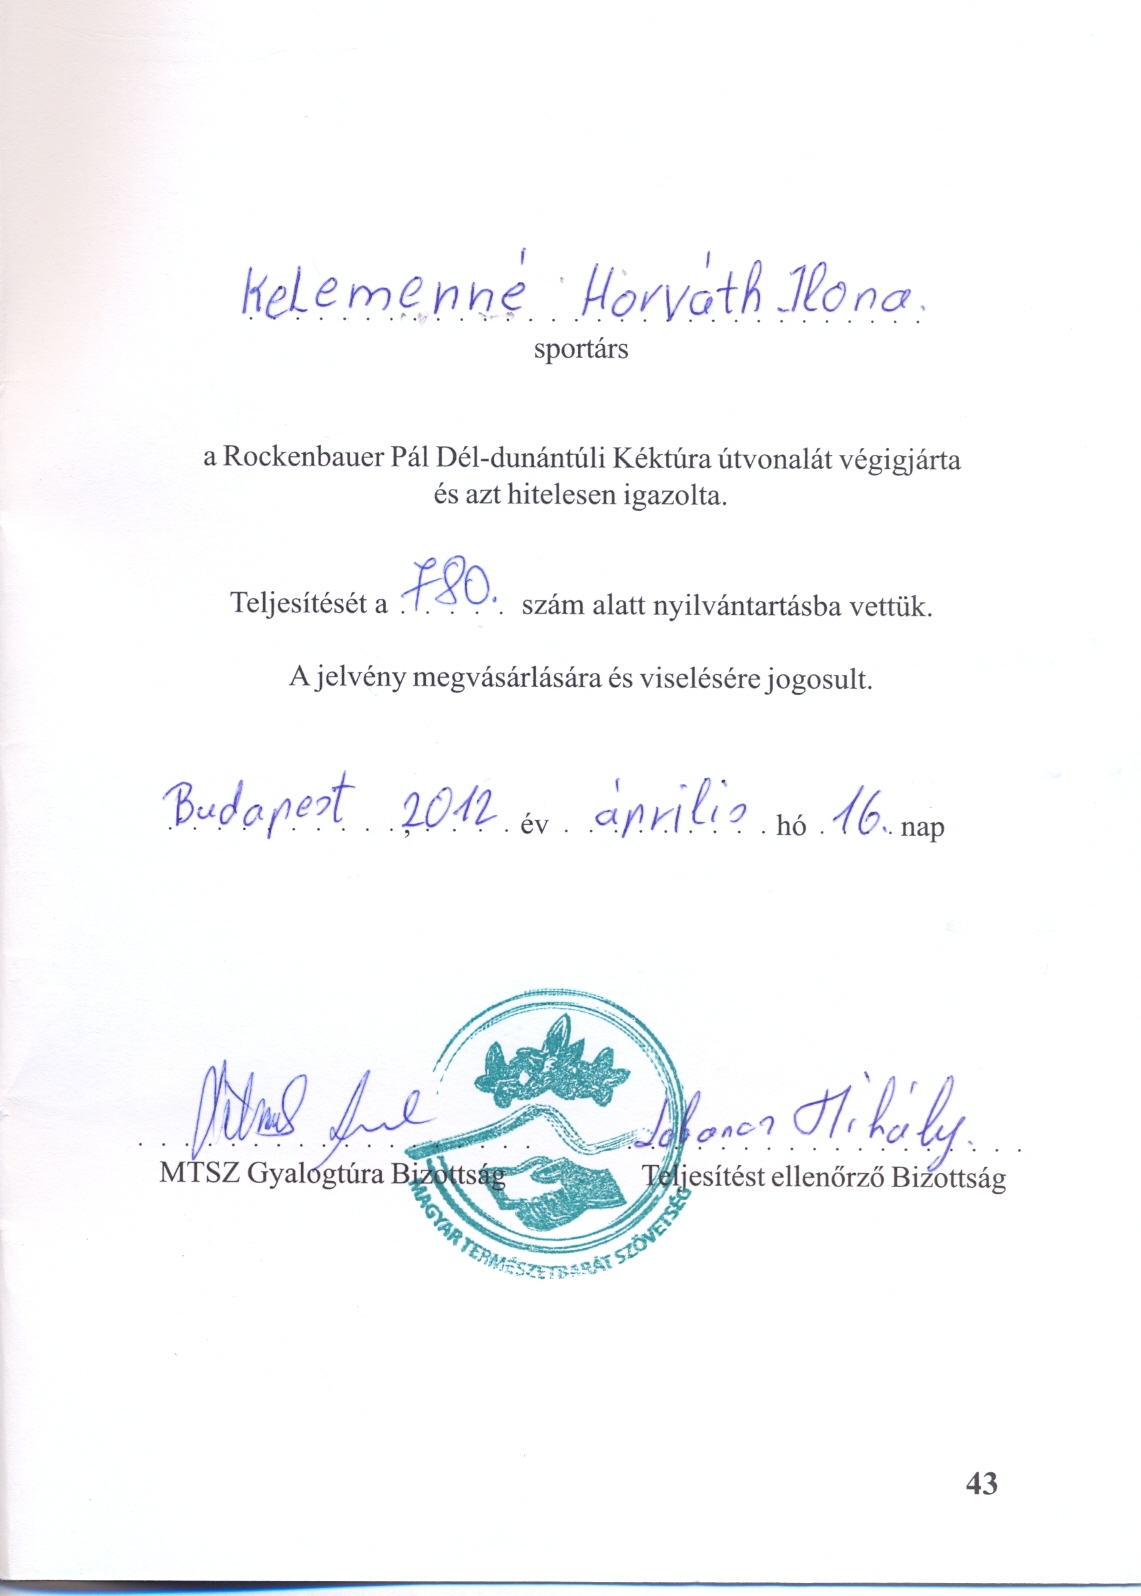 Kelemenné Horváth Ilona.
sportárs
a Rockenbauer Pál Dél-dunántúli Kéktúra útvonalát végigjárta
és azt hitelesen igazolta.
Teljesítését a 780. szám alatt nyilvántartásba vettük.
A jelvény megvásárlására és viselésére jogosult.
Budapest, 2012 év április hó 16. nap
Mihály
MTSZ Gyalogtúra Bizottság Teljesítést ellenőrző Bizottság
MAGYAR TERMÉSZETBARÁT SZÖVETSÉG
43